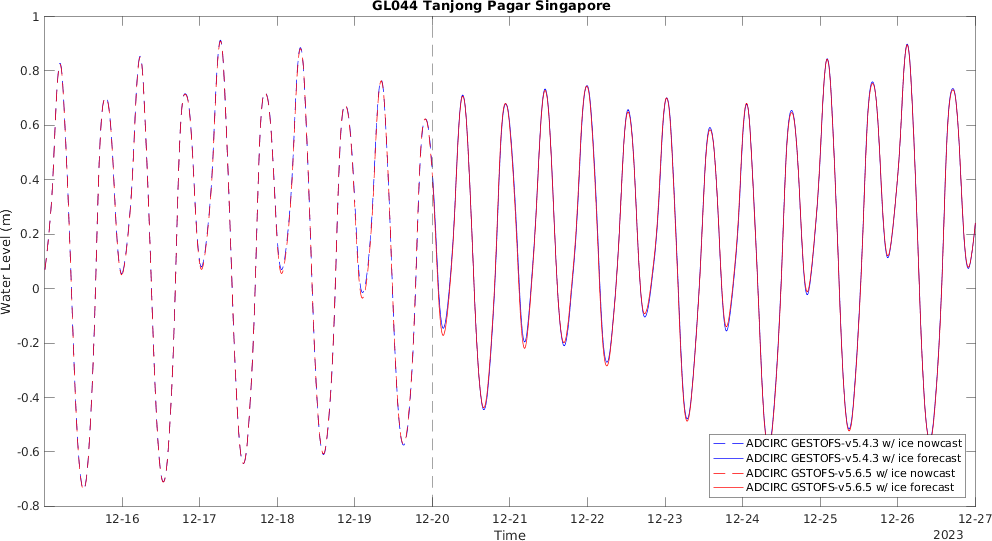 GL044 Tanjong Pagar Singapore
1
0.8
0.6
0.4
0.2
0
-0.2
-0.4
-0.6
-0.8
Water Level (m)
ADCIRC GESTOFS-v5.4.3 w/ ice nowcast
ADCIRC GESTOFS-v5.4.3 w/ ice forecast
ADCIRC GSTOFS-v5.6.5 w/ ice nowcast
ADCIRC GSTOFS-v5.6.5 w/ ice forecast
12-16 12-17 12-18 12-19 12-20 12-21 12-22 12-23 12-24 12-25 12-26 12-27
Time
2023